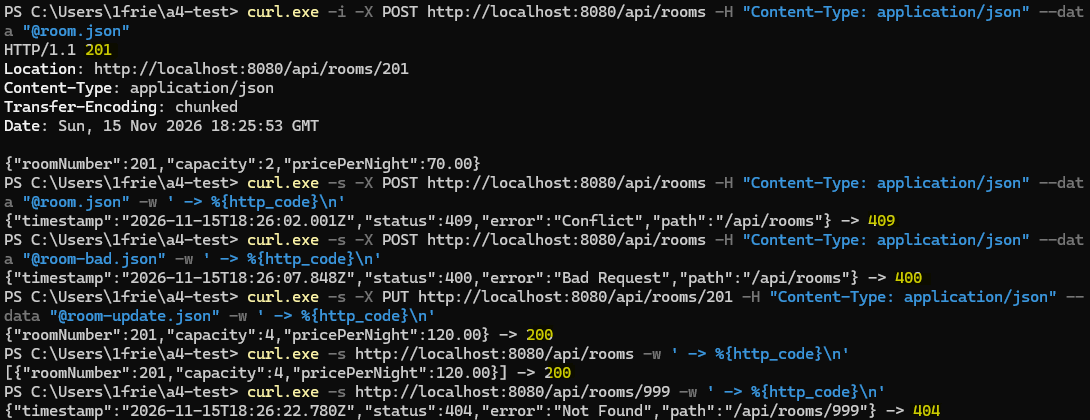 PS C:\Users\1frie\a4-test> curl.exe -i -X POST http://localhost:8080/api/rooms -H "Content-Type: application/json" --dat
a "@room.json"
HTTP/1.1 201
Location: http://localhost:8080/api/rooms/201
Content-Type: application/json
Transfer-Encoding: chunked
Date: Sun, 15 Nov 2026 18:25:53 GMT

{"roomNumber":201,"capacity":2,"pricePerNight":70.00}
PS C:\Users\1frie\a4-test> curl.exe -s -X POST http://localhost:8080/api/rooms -H "Content-Type: application/json" --dat
a "@room.json" -w ' -> %{http_code}\n'
{"timestamp":"2026-11-15T18:26:02.001Z","status":409,"error":"Conflict","path":"/api/rooms"} -> 409
PS C:\Users\1frie\a4-test> curl.exe -s -X POST http://localhost:8080/api/rooms -H "Content-Type: application/json" --dat
a "@room-bad.json" -w ' -> %{http_code}\n'
{"timestamp":"2026-11-15T18:26:07.848Z","status":400,"error":"Bad Request","path":"/api/rooms"} -> 400
PS C:\Users\1frie\a4-test> curl.exe -s -X PUT http://localhost:8080/api/rooms/201 -H "Content-Type: application/json" --
data "@room-update.json" -w ' -> %{http_code}\n'
{"roomNumber":201,"capacity":4,"pricePerNight":120.00} -> 200
PS C:\Users\1frie\a4-test> curl.exe -s http://localhost:8080/api/rooms -w ' -> %{http_code}\n'
[{"roomNumber":201,"capacity":4,"pricePerNight":120.00}] -> 200
PS C:\Users\1frie\a4-test> curl.exe -s http://localhost:8080/api/rooms/999 -w ' -> %{http_code}\n'
{"timestamp":"2026-11-15T18:26:22.780Z","status":404,"error":"Not Found","path":"/api/rooms/999"} -> 404